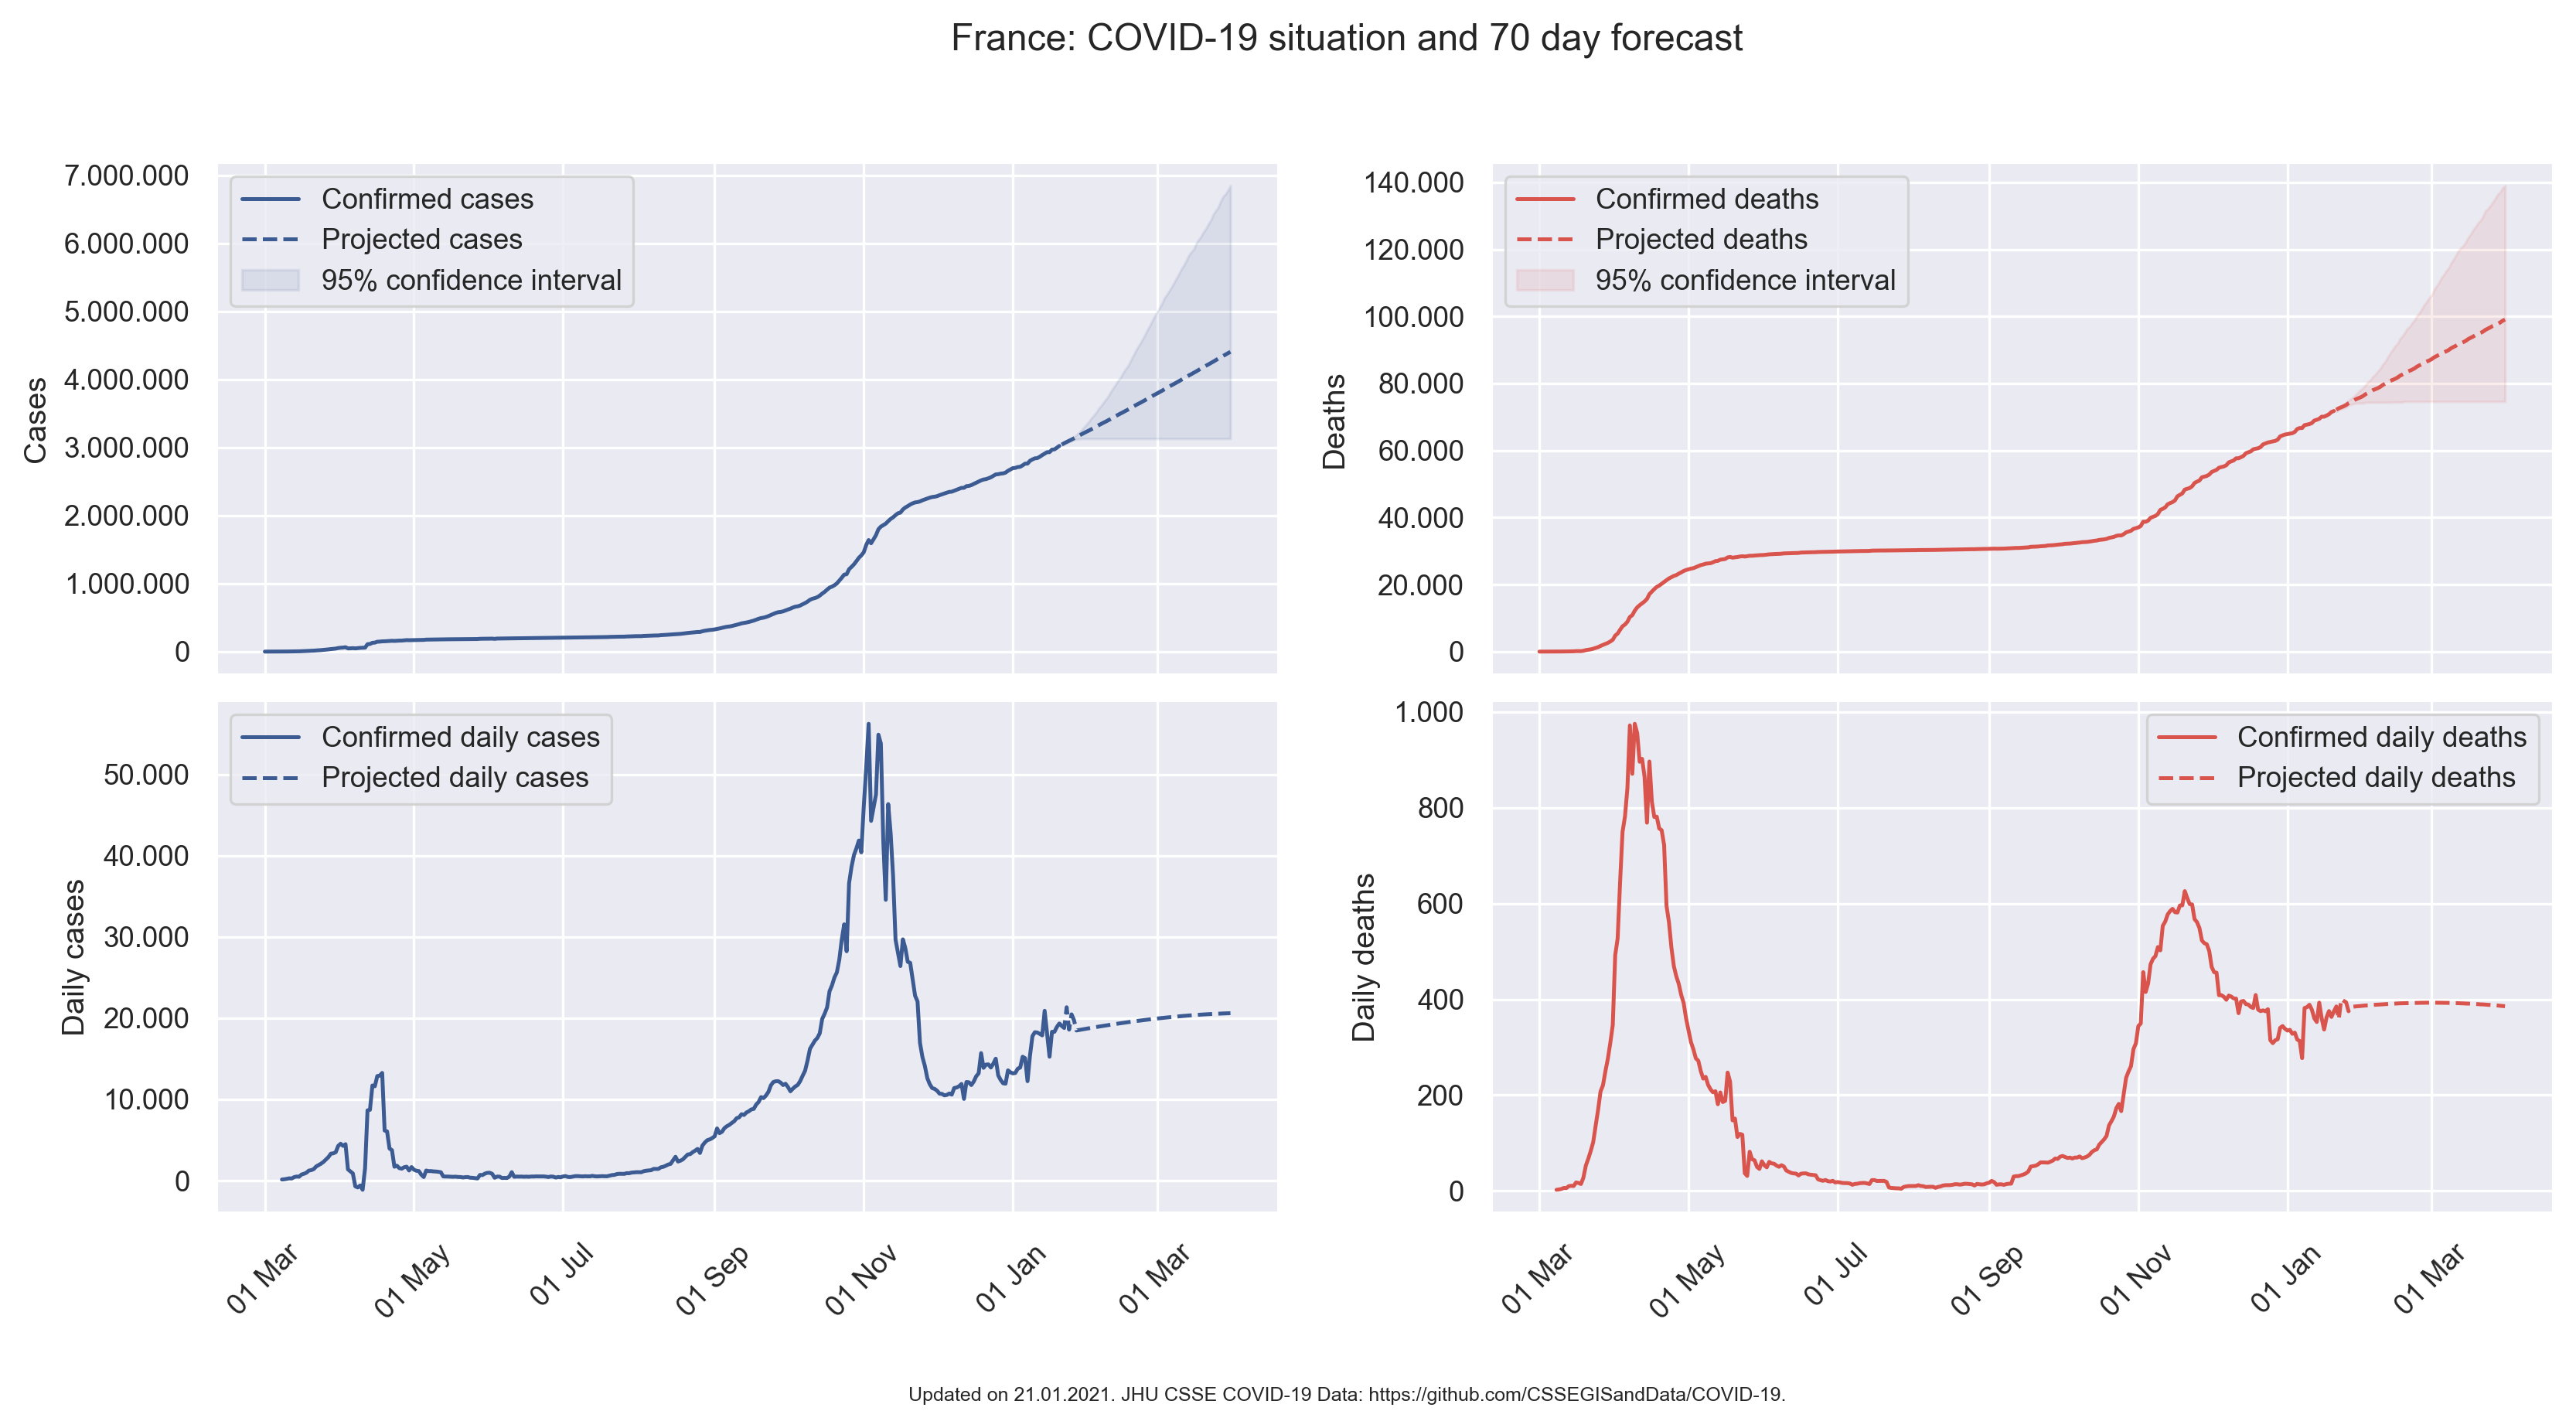 France: COVID-19 situation and 70 day forecast
7.000.000
6.000.000
5.000.000
4.000.000
3.000.000
2.000.000
1.000.000
0
Cases
Confirmed cases
Projected cases
95% confidence interval
140.000
120.000
100.000
80.000
60.000
40.000
20.000
0
Deaths
Confirmed deaths
Projected deaths
95% confidence interval
50.000
40.000
30.000
20.000
10.000
0
Daily cases
Confirmed daily cases
Projected daily cases
01 Mar
01 May
01 Jul
01 Sep
01 Nov
01 Jan
01 Mar
1.000
800
600
400
200
0
Daily deaths
Confirmed daily deaths
Projected daily deaths
01 Mar
01 May
01 Jul
01 Sep
01 Nov
01 Jan
01 Mar
Updated on 21.01.2021. JHU CSSE COVID-19 Data: https://github.com/CSSEGISandData/COVID-19.